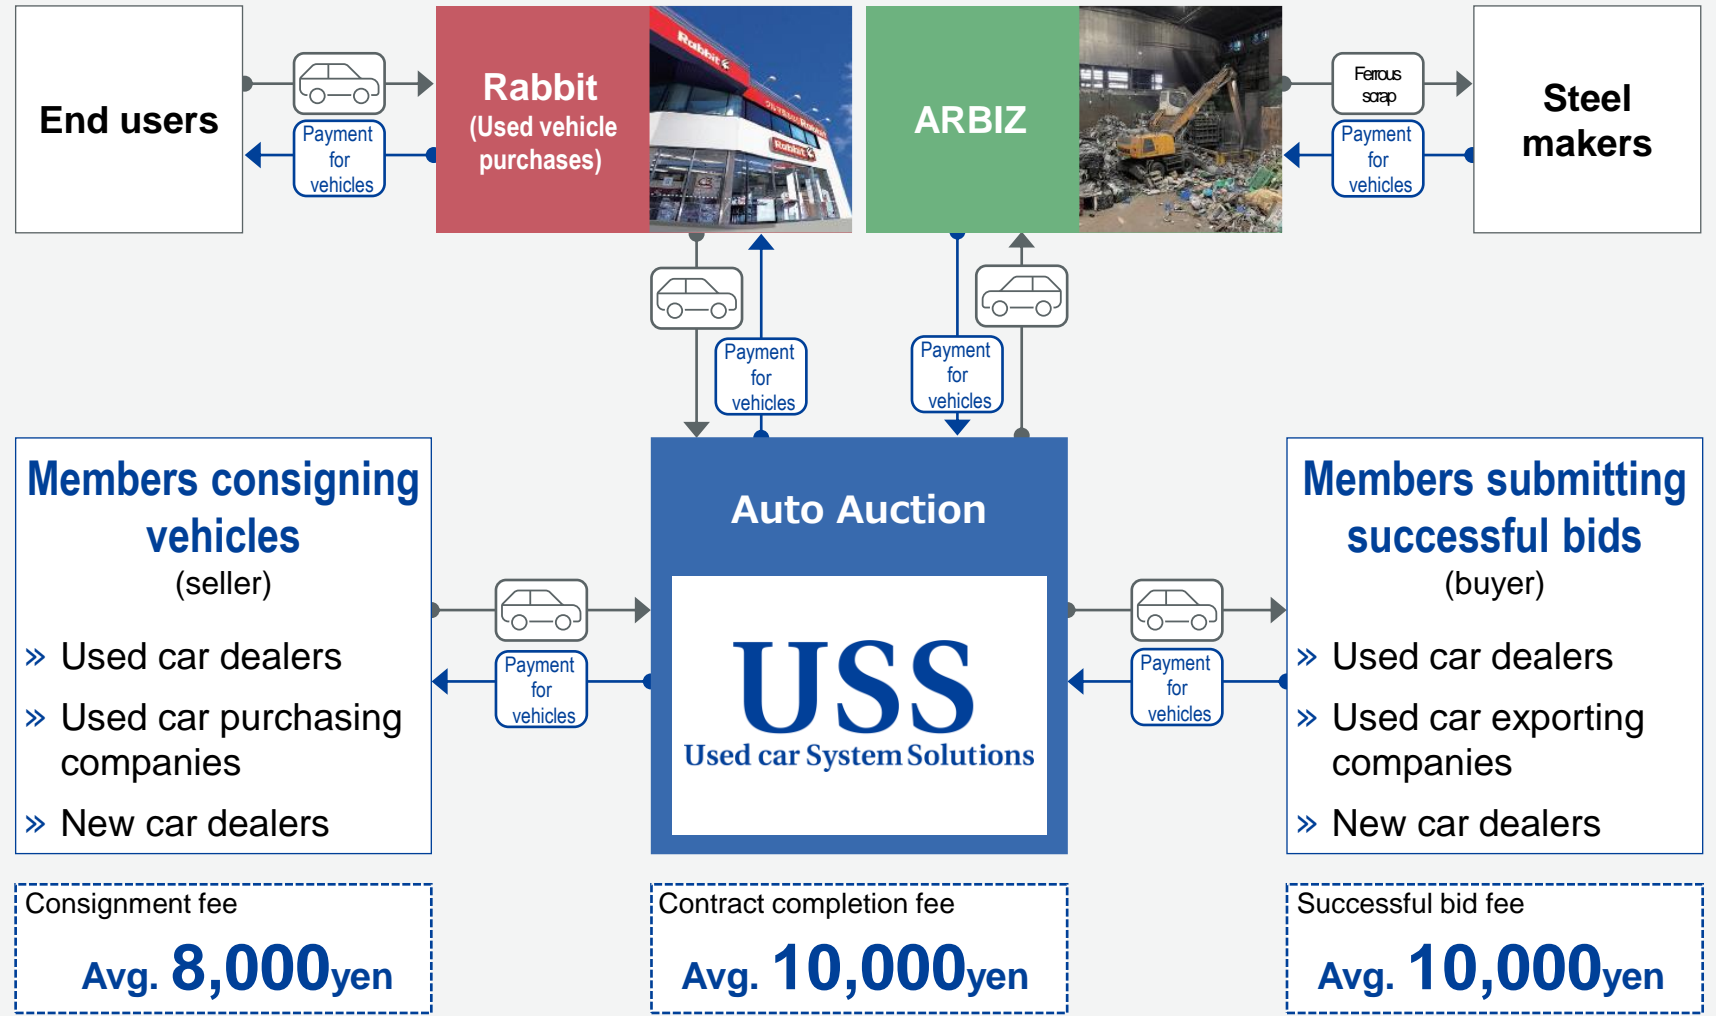 End users
Payment
for
vehicles
Rabbit
(Used vehicle
purchases)
Rabbit
Rabbit
Rabbit
ARBIZ
Ferrous
scrap
Payment
for
vehicles
Steel
makers
Payment
for
vehicles
Payment
for
vehicles
Members consigning
vehicles
(seller)
» Used car dealers
» Used car purchasing
companies
» New car dealers
Payment
for
vehicles
Auto Auction
USS
Used car System Solutions
Payment
for
vehicles
Members submitting
successful bids
(buyer)
» Used car dealers
» Used car exporting
companies
» New car dealers
Consignment fee
Avg. 8,000yen
Contract completion fee
Avg. 10,000yen
Successful bid fee
Avg. 10,000yen